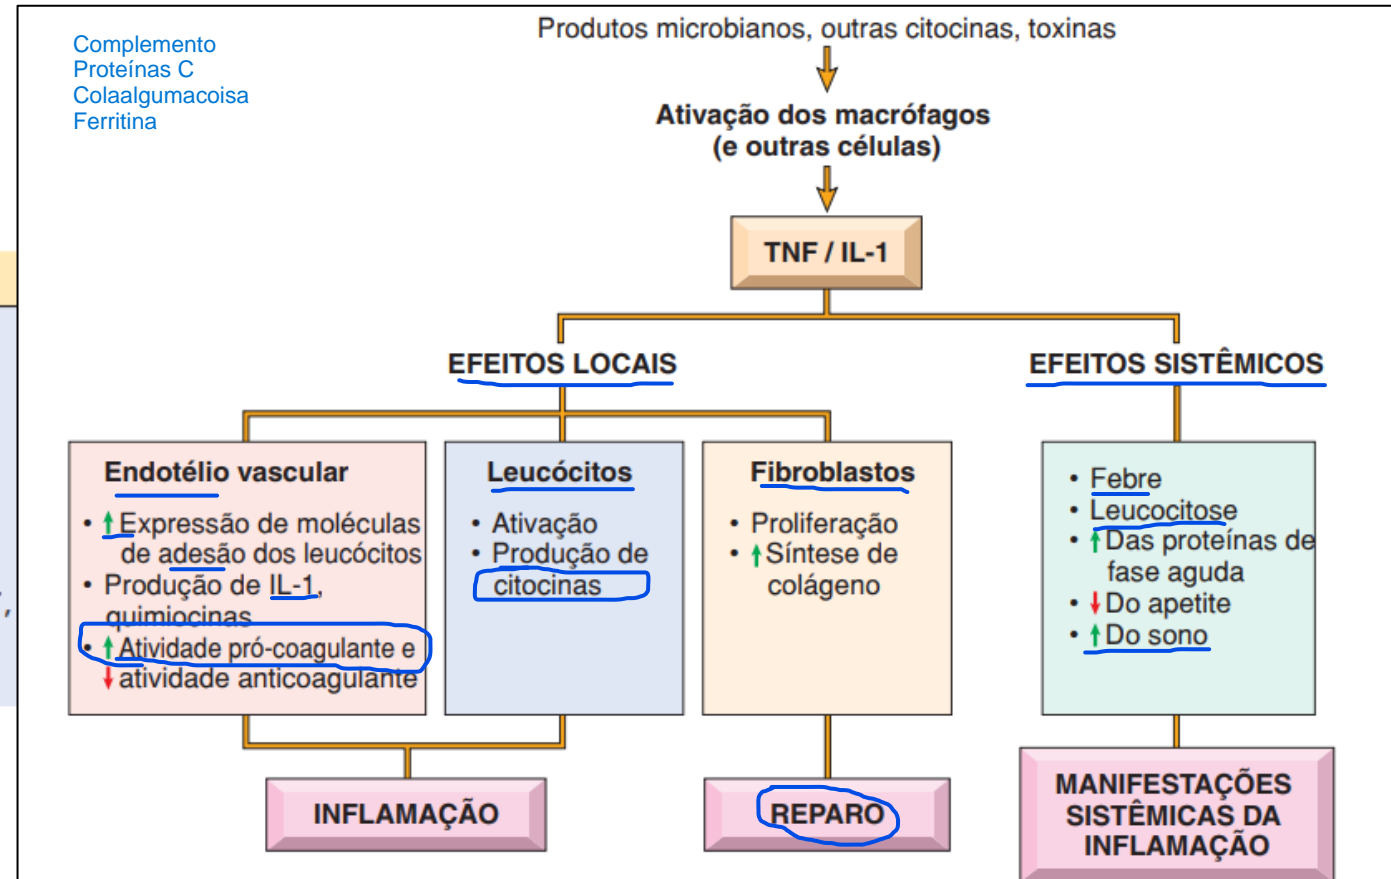 Complemento
Proteínas C
Colaalgumacoisa
Ferritina
Produtos microbianos, outras citocinas, toxinas
Ativação dos macrófagos
(e outras células)
TNF / IL-1
EFEITOS LOCAIS
EFEITOS SISTÊMICOS
Endotélio vascular
• ↑Expressão de moléculas
de adesão dos leucócitos
• Produção de IL-1,
quimiocinas
• ↑Atividade pró-coagulante e
↓atividade anticoagulante
Leucócitos
• Ativação
• Produção de
citocinas
Fibroblastos
• Proliferação
• ↑Síntese de
colágeno
• Febre
• Leucocitose
• ↑Das proteínas de
fase aguda
• ↓Do apetite
• ↑Do sono
INFLAMAÇÃO
REPARO
MANIFESTAÇÕES
SISTÊMICAS DA
INFLAMAÇÃO